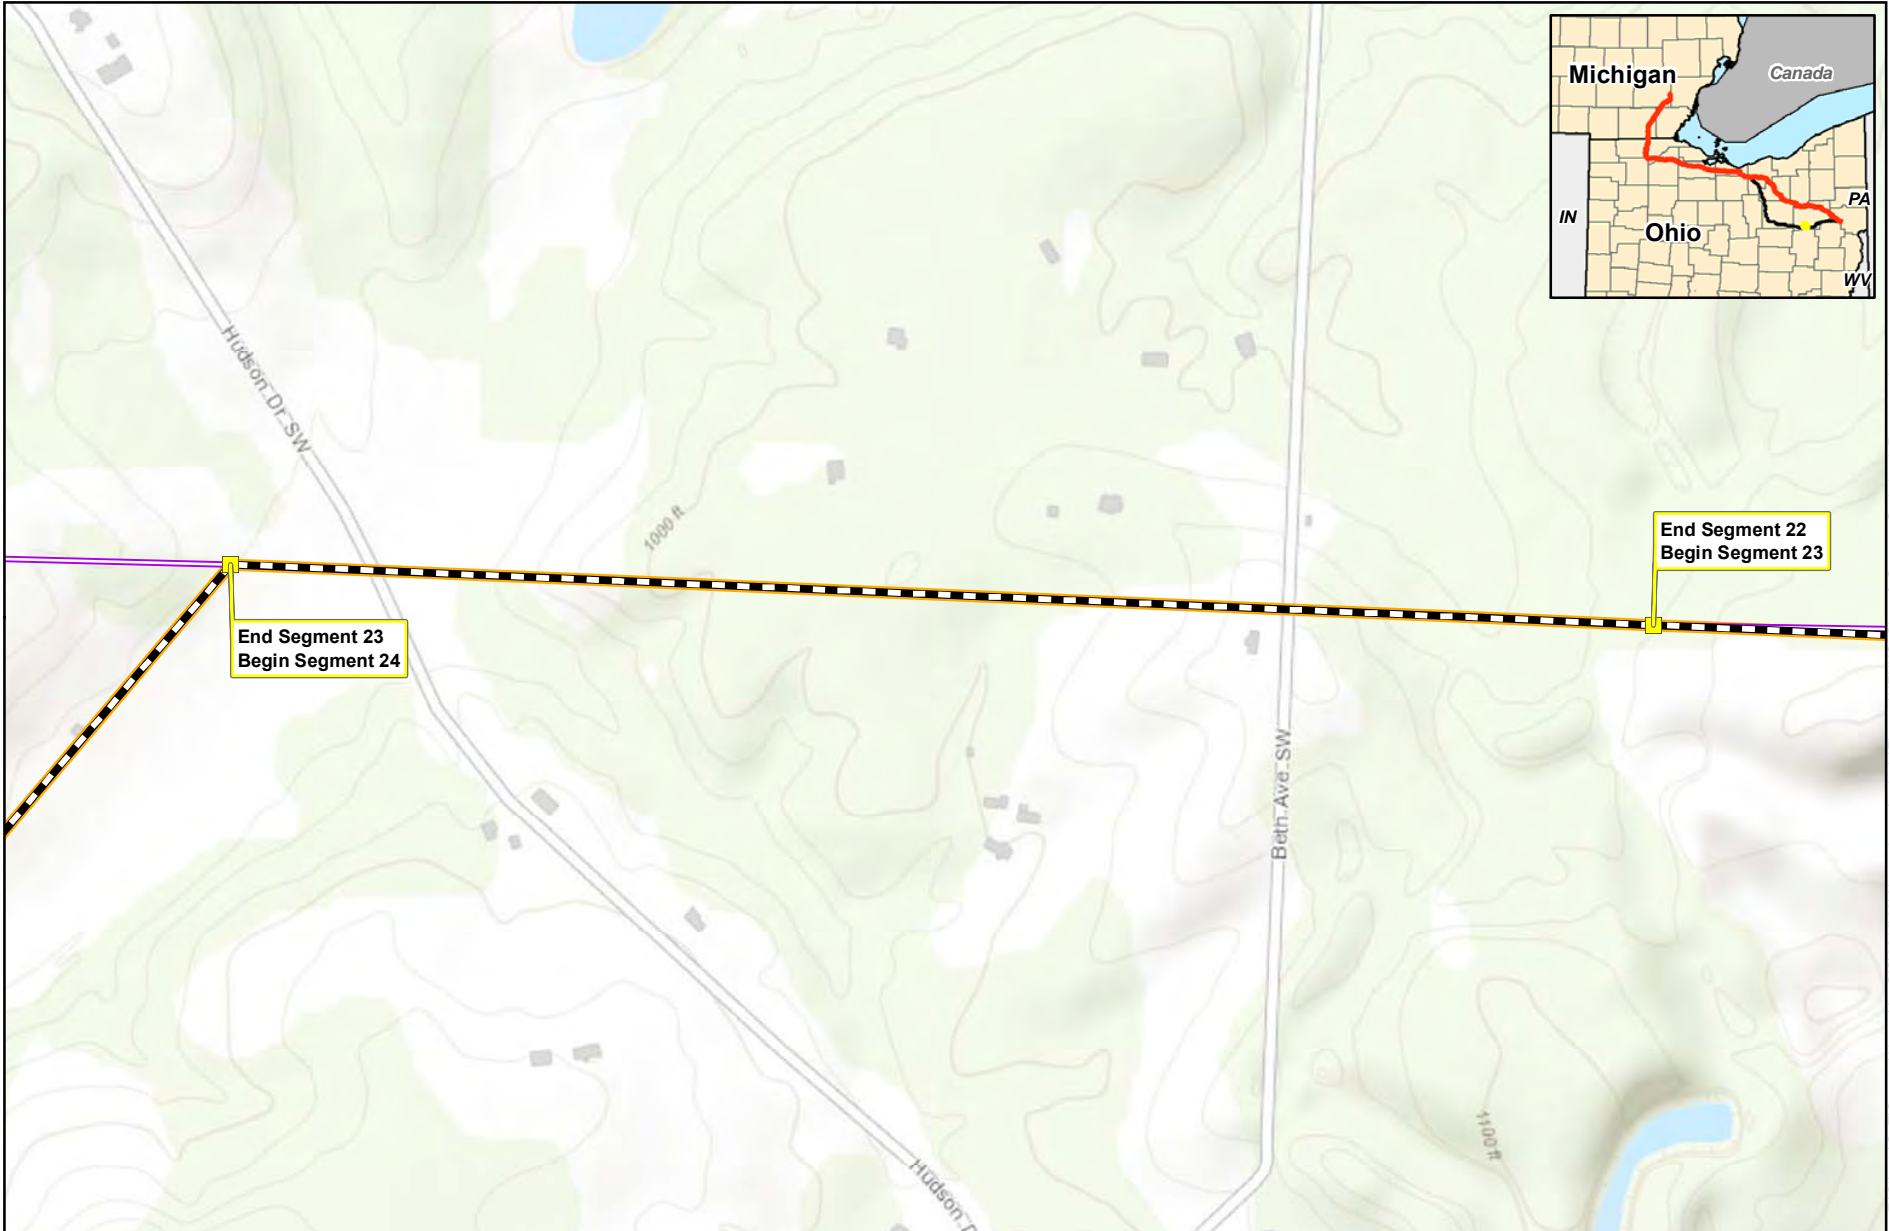 Michigan
Canada
IN
Ohio
PA
WV
Hudson Dr SW
1000 ft
End Segment 22
Begin Segment 23
End Segment 23
Begin Segment 24
Beth Ave SW
1100 ft
Hudson